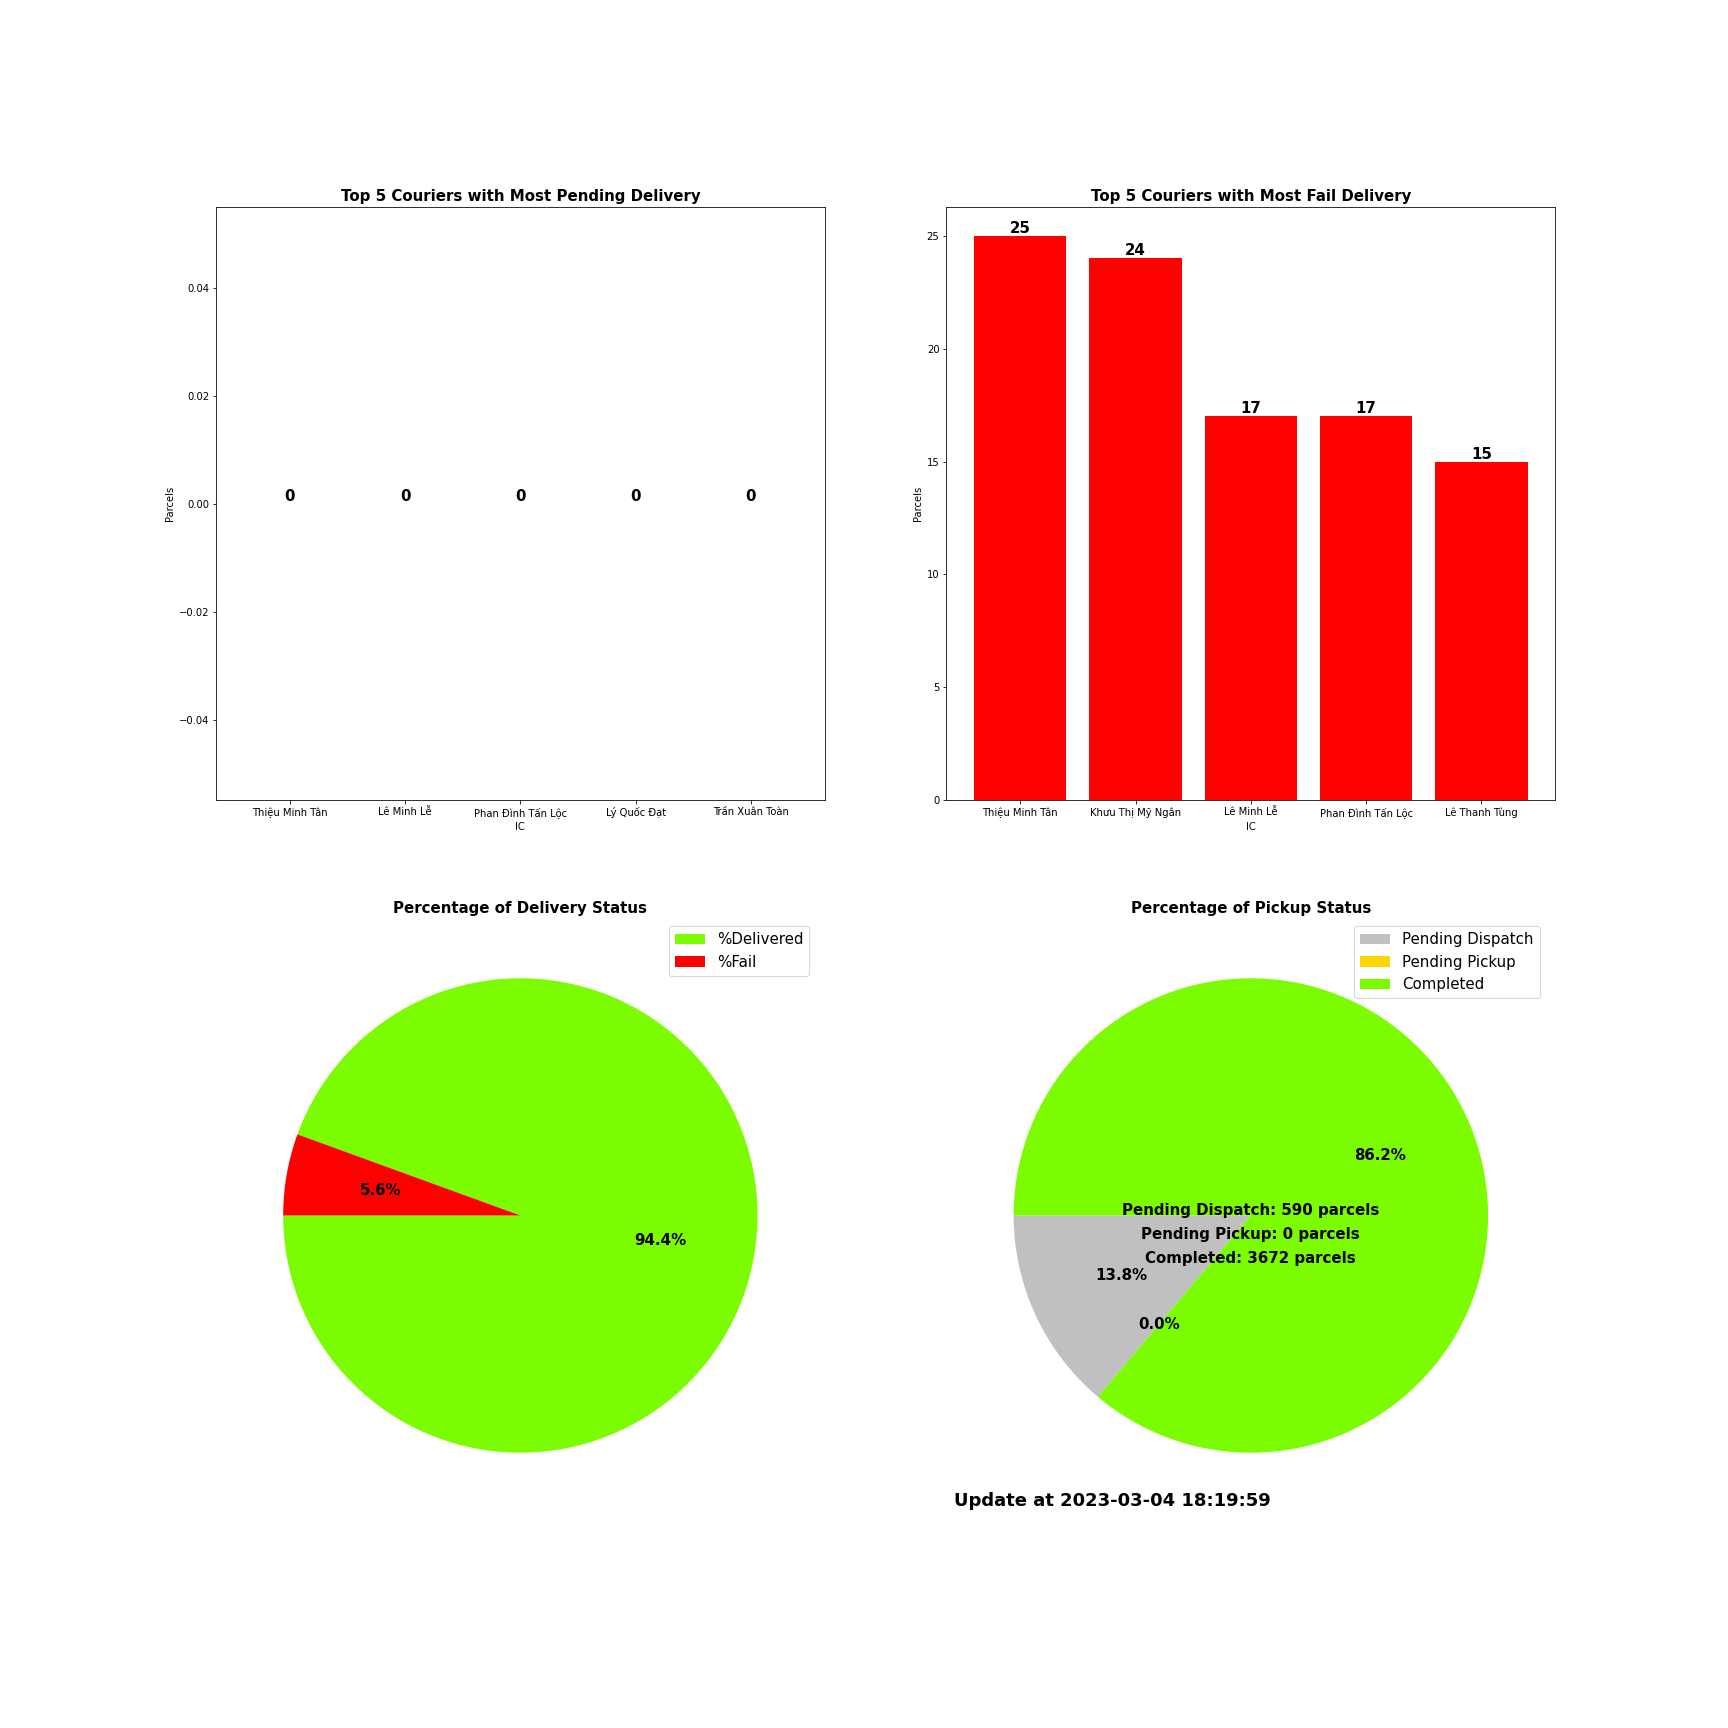 Top 5 Couriers with Most Pending Delivery
0.04
0.02
0.00
−0.02
−0.04
Parcels
0 0 0 0 0
Thiệu Minh Tân Lê Minh Lễ Phan Đình Tấn Lộc Lý Quốc Đạt Trần Xuân Toàn
IC
Top 5 Couriers with Most Fail Delivery
25
20
15
10
5
0
Parcels
25 24 17 17 15
Thiệu Minh Tân Khưu Thị Mỹ Ngân Lê Minh Lễ Phan Đình Tấn Lộc Lê Thanh Tùng
IC
Percentage of Delivery Status
%Delivered
%Fail
5.6%
94.4%
Percentage of Pickup Status
Pending Dispatch
Pending Pickup
Completed
86.2%
Pending Dispatch: 590 parcels
Pending Pickup: 0 parcels
Completed: 3672 parcels
13.8%
0.0%
Update at 2023-03-04 18:19:59